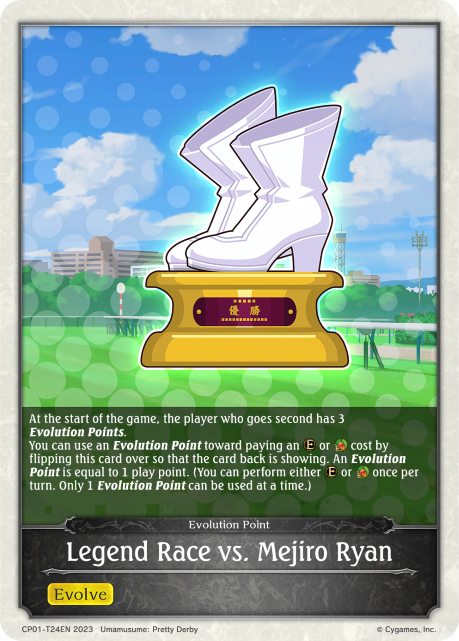 優勝
At the start of the game, the player who goes second has 3
Evolution Points.
You can use an Evolution Point toward paying an E or cost by
flipping this card over so that the card back is showing. An Evolution
Point is equal to 1 play point. (You can perform either E or once per
turn. Only 1 Evolution Point can be used at a time.)
Evolution Point
Legend Race vs. Mejiro Ryan
Evolve
CP01-T24EN 2023 Umamusume: Pretty Derby
© Cygames, Inc.